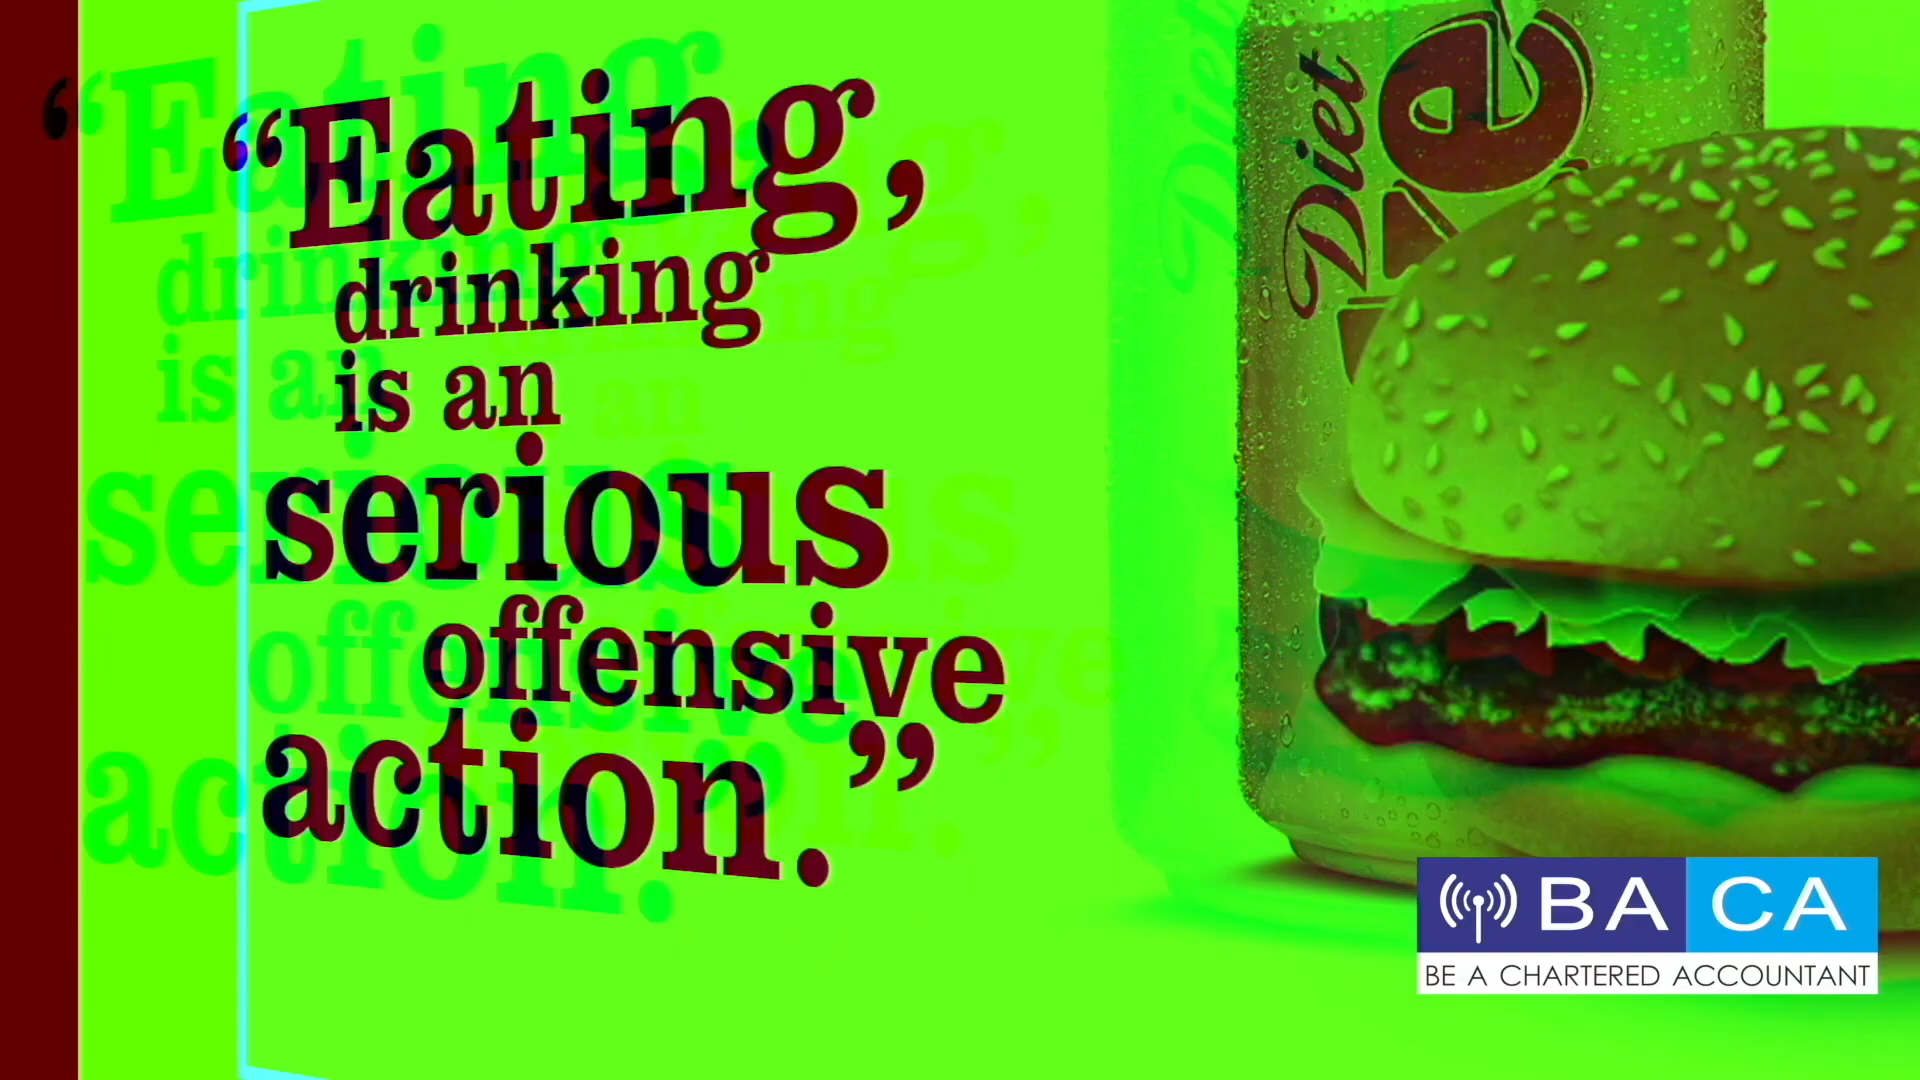 “Eating,
drinking
is an
serious
offensive
action.”
Diet
BA CA
BE A CHARTERED ACCOUNTANT